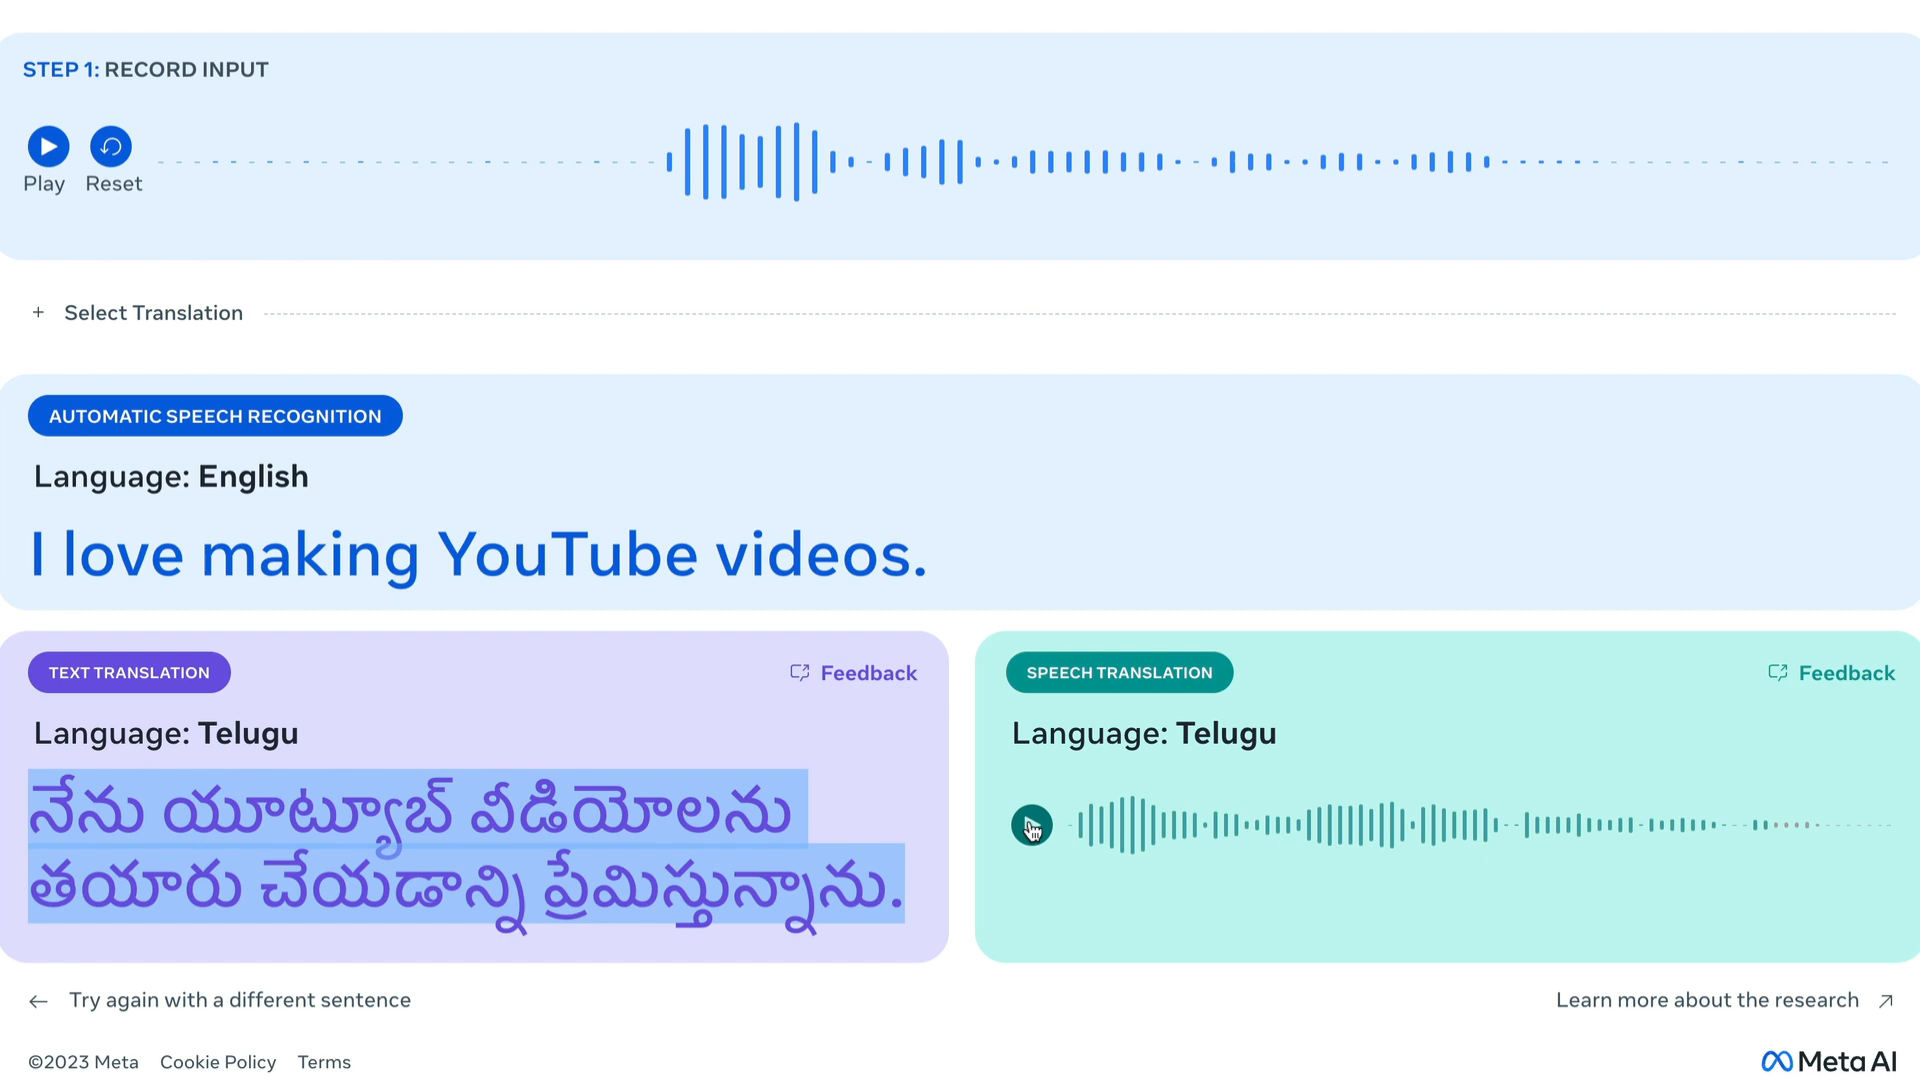 STEP 1: RECORD INPUT
Play Reset
+ Select Translation
AUTOMATIC SPEECH RECOGNITION
Language: English
I love making YouTube videos.
TEXT TRANSLATION
Feedback
Language: Telugu
నేను యూట్యూబ్ వీడియోలను
తయారు చేయడాన్ని ప్రేమిస్తున్నాను.
SPEECH TRANSLATION
Feedback
Language: Telugu
← Try again with a different sentence
Learn more about the research ↗
©2023 Meta Cookie Policy Terms
Meta AI